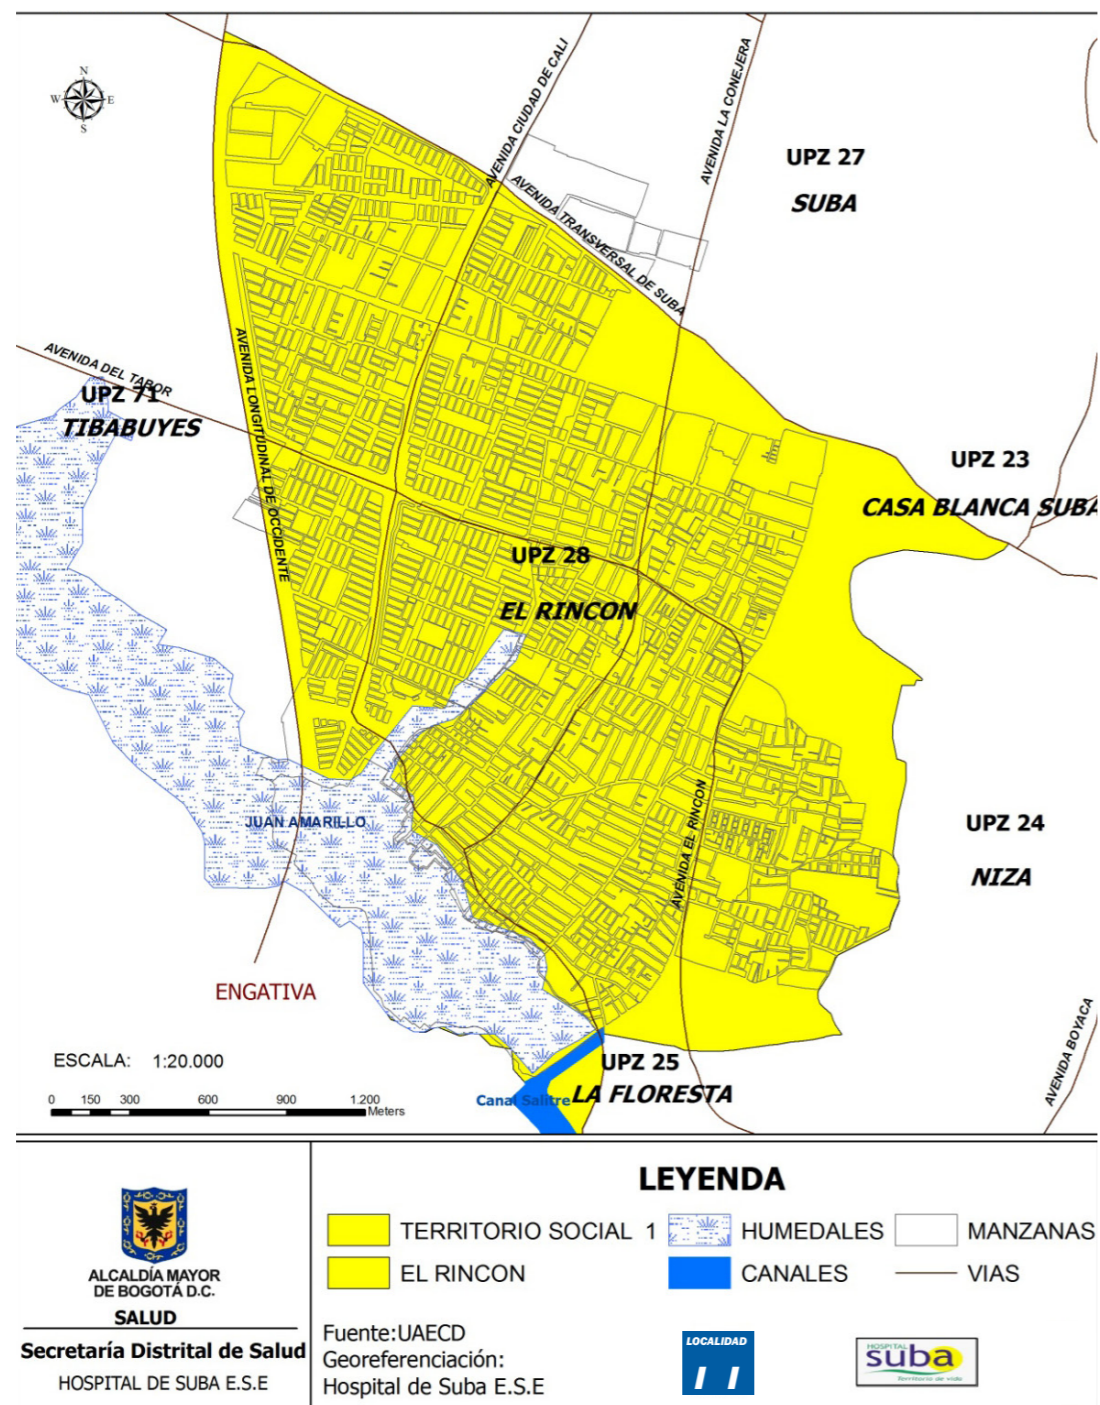 N
W
E
S
AVENIDA CIUDAD DE CALI
AVENIDA LA CONEJERA
UPZ 27
SUBA
AVENIDA TRANSVERSAL DE SUBA
AVENIDA DEL TABOR
UPZ 71
TIBABUYES
AVENIDA LONGITUDINAL DE OCCIDENTE
UPZ 23
CASA BLANCA SUBA
UPZ 28
EL RINCON
AVENIDA EL RINCON
JUAN AMARILLO
UPZ 24
NIZA
ENGATIVA
AVENIDA BOYACA
ESCALA: 1:20.000
0 150 300 600 900 1.200
Meters
UPZ 25
LA FLORESTA
Canal Salitre
LEYENDA
TERRITORIO SOCIAL 1
HUMEDALES
MANZANAS
EL RINCON
CANALES
VIAS
ALCALDÍA MAYOR
DE BOGOTÁ D.C.
SALUD
Secretaría Distrital de Salud
HOSPITAL DE SUBA E.S.E
Fuente:UAECD
Georeferenciación:
Hospital de Suba E.S.E
LOCALIDAD
11
HOSPITAL
suba
Territorio de vida